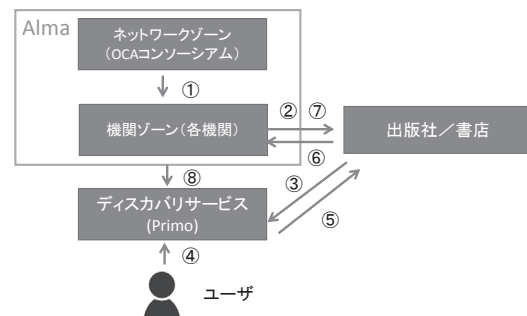 Alma
ネットワークゾーン
(OCAコンソーシアム)
①
機関ゾーン(各機関)
② ⑦
出版社/書店
⑥
⑧
③
ディスカバリサービス
(Primo)
⑤
④
ユーザ